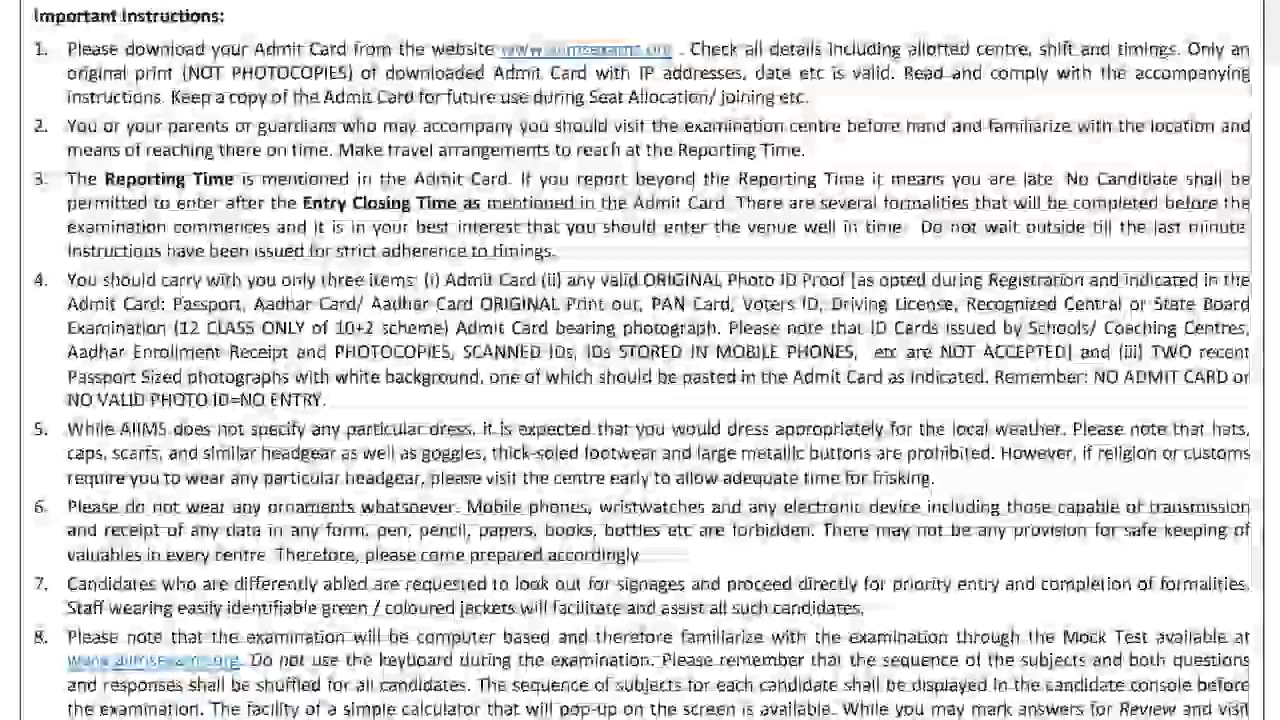 Important Instructions:
1. Please download your Admit Card from the website www.aiimsexams.org . Check all details including allotted centre, shift and timings. Only an
original print (NOT PHOTOCOPIES) of downloaded Admit Card with IP addresses, date etc is valid. Read and comply with the accompanying
instructions. Keep a copy of the Admit Card for future use during Seat Allocation/ joining etc.
2. You or your parents or guardians who may accompany you should visit the examination centre before hand and familiarize with the location and
means of reaching there on time. Make travel arrangements to reach at the Reporting Time.
3. The Reporting Time is mentioned in the Admit Card. If you report beyond the Reporting Time it means you are late. No Candidate shall be
permitted to enter after the Entry Closing Time as mentioned in the Admit Card. There are several formalities that will be completed before the
examination commences and it is in your best interest that you should enter the venue well in time. Do not wait outside till the last minute.
Instructions have been issued for strict adherence to timings.
4. You should carry with you only three items: (i) Admit Card (ii) any valid ORIGINAL Photo ID Proof [as opted during Registration and indicated in the
Admit Card: Passport, Aadhar Card/ Aadhar Card ORIGINAL Print out, PAN Card, Voters ID, Driving License, Recognized Central or State Board
Examination (12 CLASS ONLY of 10+2 scheme) Admit Card bearing photograph. Please note that ID Cards issued by Schools/ Coaching Centres,
Aadhar Enrollment Receipt and PHOTOCOPIES, SCANNED IDs, IDs STORED IN MOBILE PHONES, etc are NOT ACCEPTED] and (iii) TWO recent
Passport Sized photographs with white background, one of which should be pasted in the Admit Card as indicated. Remember: NO ADMIT CARD or
NO VALID PHOTO ID=NO ENTRY.
5. While AIIMS does not specify any particular dress, it is expected that you would dress appropriately for the local weather. Please note that hats,
caps, scarfs, and similar headgear as well as goggles, thick-soled footwear and large metallic buttons are prohibited. However, if religion or customs
require you to wear any particular headgear, please visit the centre early to allow adequate time for frisking.
6. Please do not wear any ornaments whatsoever. Mobile phones, wristwatches and any electronic device including those capable of transmission
and receipt of any data in any form, pen, pencil, papers, books, bottles etc are forbidden. There may not be any provision for safe keeping of
valuables in every centre. Therefore, please come prepared accordingly
7. Candidates who are differently abled are requested to look out for signages and proceed directly for priority entry and completion of formalities.
Staff wearing easily identifiable green / coloured jackets will facilitate and assist all such candidates.
8. Please note that the examination will be computer based and therefore familiarize with the examination through the Mock Test available at
www.aiimsexams.org. Do not use the keyboard during the examination. Please remember that the sequence of the subjects and both questions
and responses shall be shuffled for all candidates. The sequence of subjects for each candidate shall be displayed in the candidate console before
the examination. The facility of a simple calculator that will pop-up on the screen is available. While you may mark answers for Review and visit